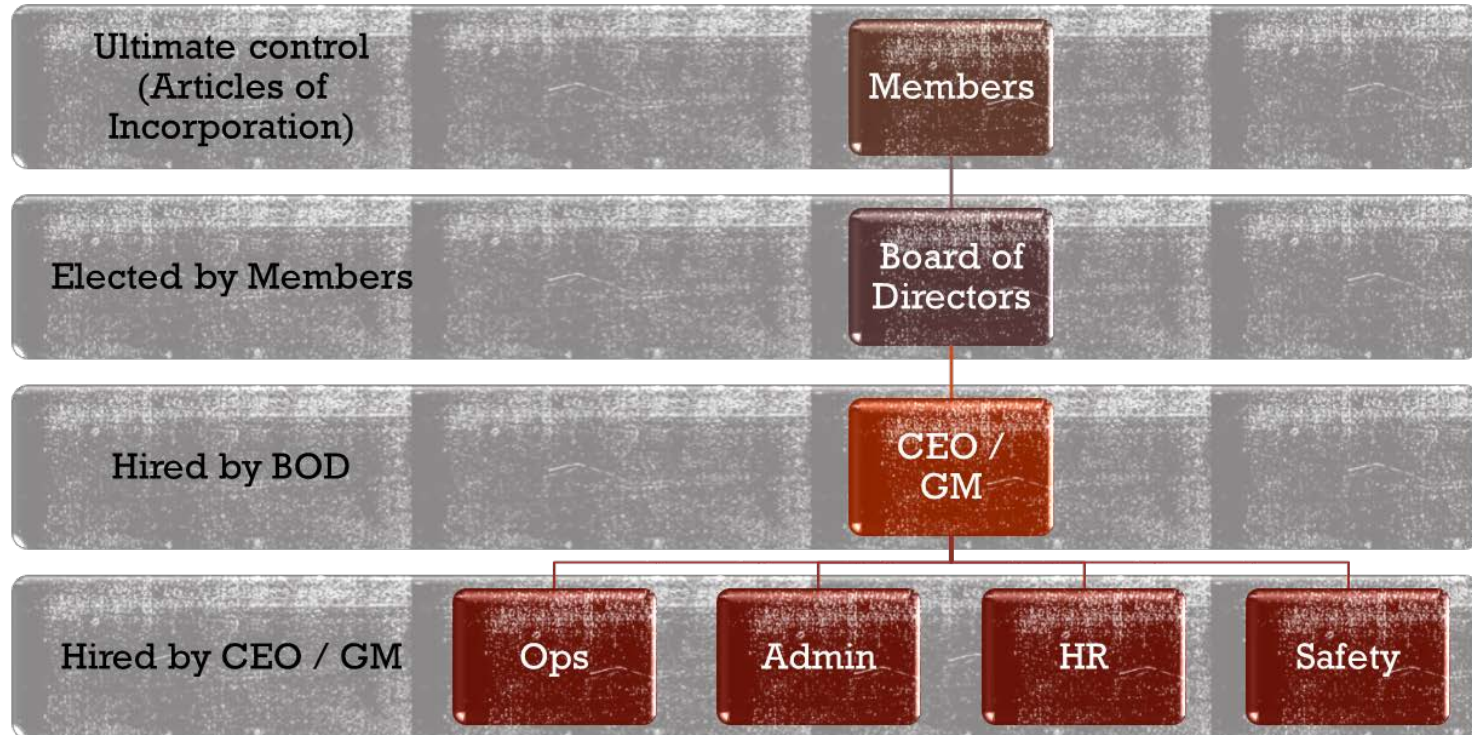 Ultimate control
(Articles of
Incorporation)
Members
Elected by Members
Board of
Directors
Hired by BOD
CEO /
GM
Hired by CEO / GM
Ops
Admin
HR
Safety